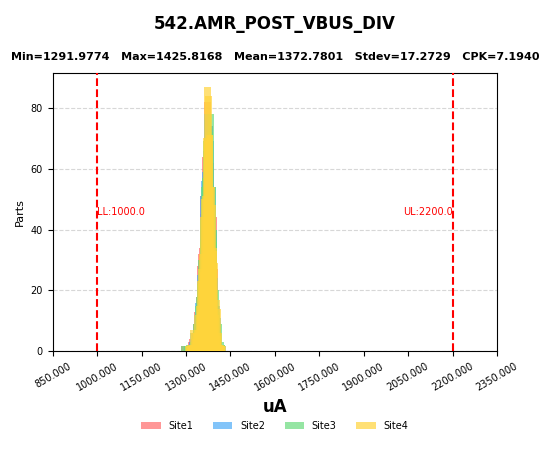 542.AMR_POST_VBUS_DIV
Min=1291.9774 Max=1425.8168 Mean=1372.7801 Stdev=17.2729 CPK=7.1940
80
60
40
20
0
Parts
LL:1000.0
UL:2200.0
850.000 1000.000 1150.000 1300.000 1450.000 1600.000 1750.000 1900.000 2050.000 2200.000 2350.000
uA
Site1 Site2 Site3 Site4